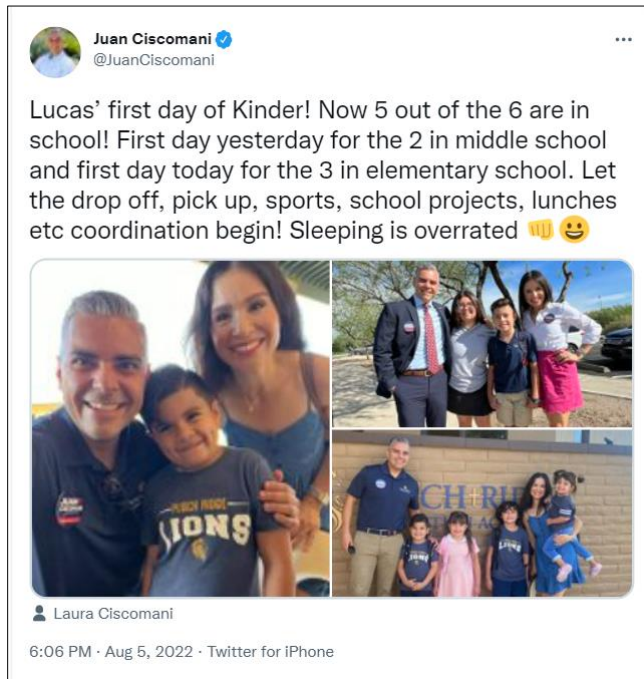 Juan Ciscomani
@JuanCiscomani
Lucas’ first day of Kinder! Now 5 out of the 6 are in
school! First day yesterday for the 2 in middle school
and first day today for the 3 in elementary school. Let
the drop off, pick up, sports, school projects, lunches
etc coordination begin! Sleeping is overrated 👊😀
JUAN
LIONS
Laura Ciscomani
6:06 PM · Aug 5, 2022 · Twitter for iPhone